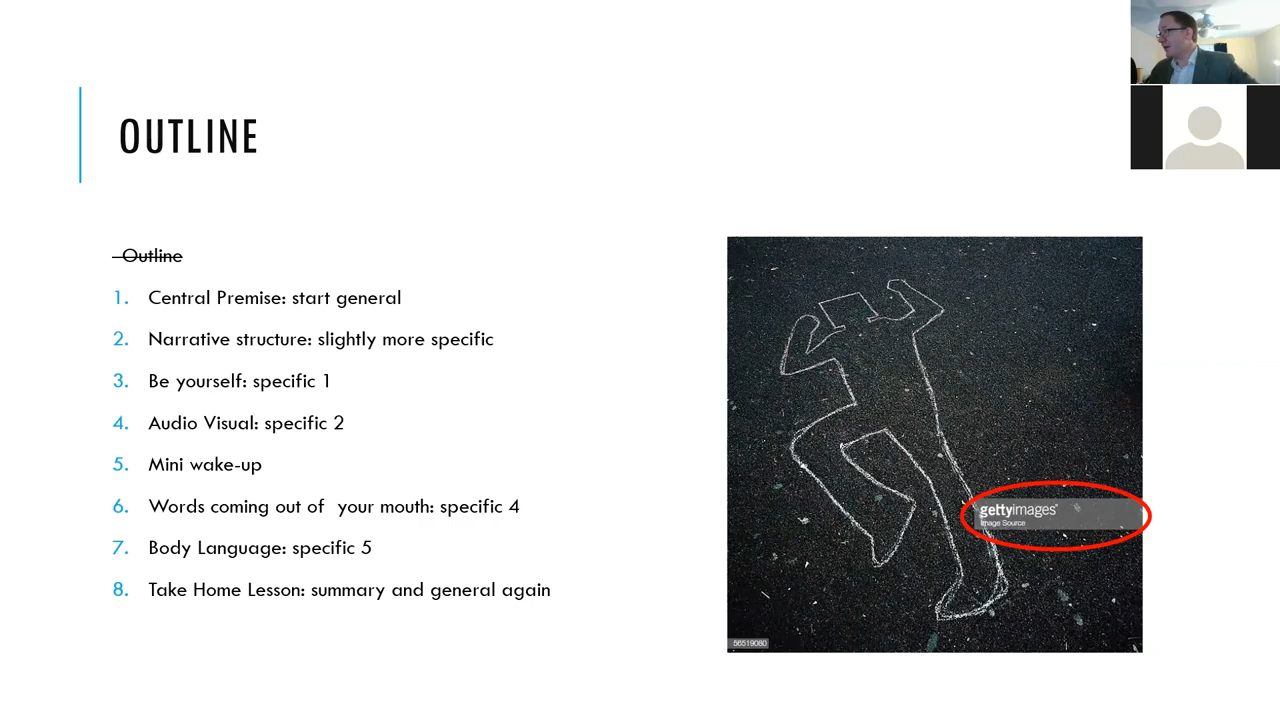 OUTLINE
Outline
1. Central Premise: start general
2. Narrative structure: slightly more specific
3. Be yourself: specific 1
4. Audio Visual: specific 2
5. Mini wake-up
6. Words coming out of  your mouth: specific 4
7. Body Language: specific 5
8. Take Home Lesson: summary and general again
gettyimages®
Image Source
56519080